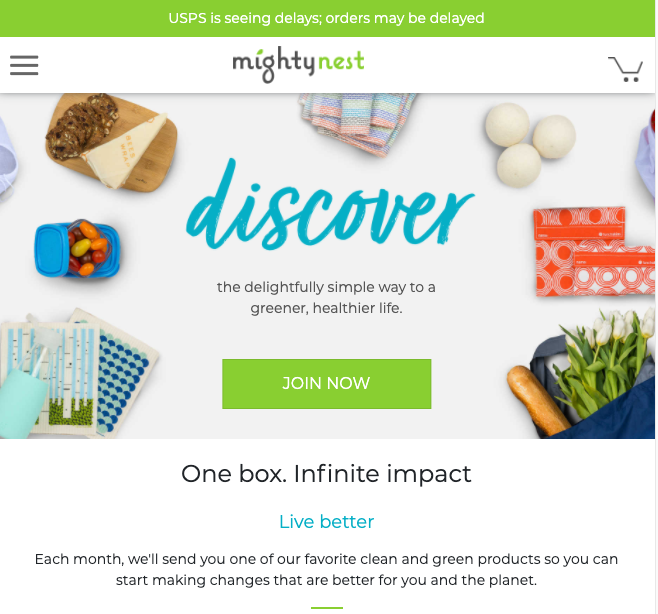 USPS is seeing delays; orders may be delayed
mightynest
discover
the delightfully simple way to a
greener, healthier life.
JOIN NOW
One box. Infinite impact
Live better
Each month, we'll send you one of our favorite clean and green products so you can
start making changes that are better for you and the planet.